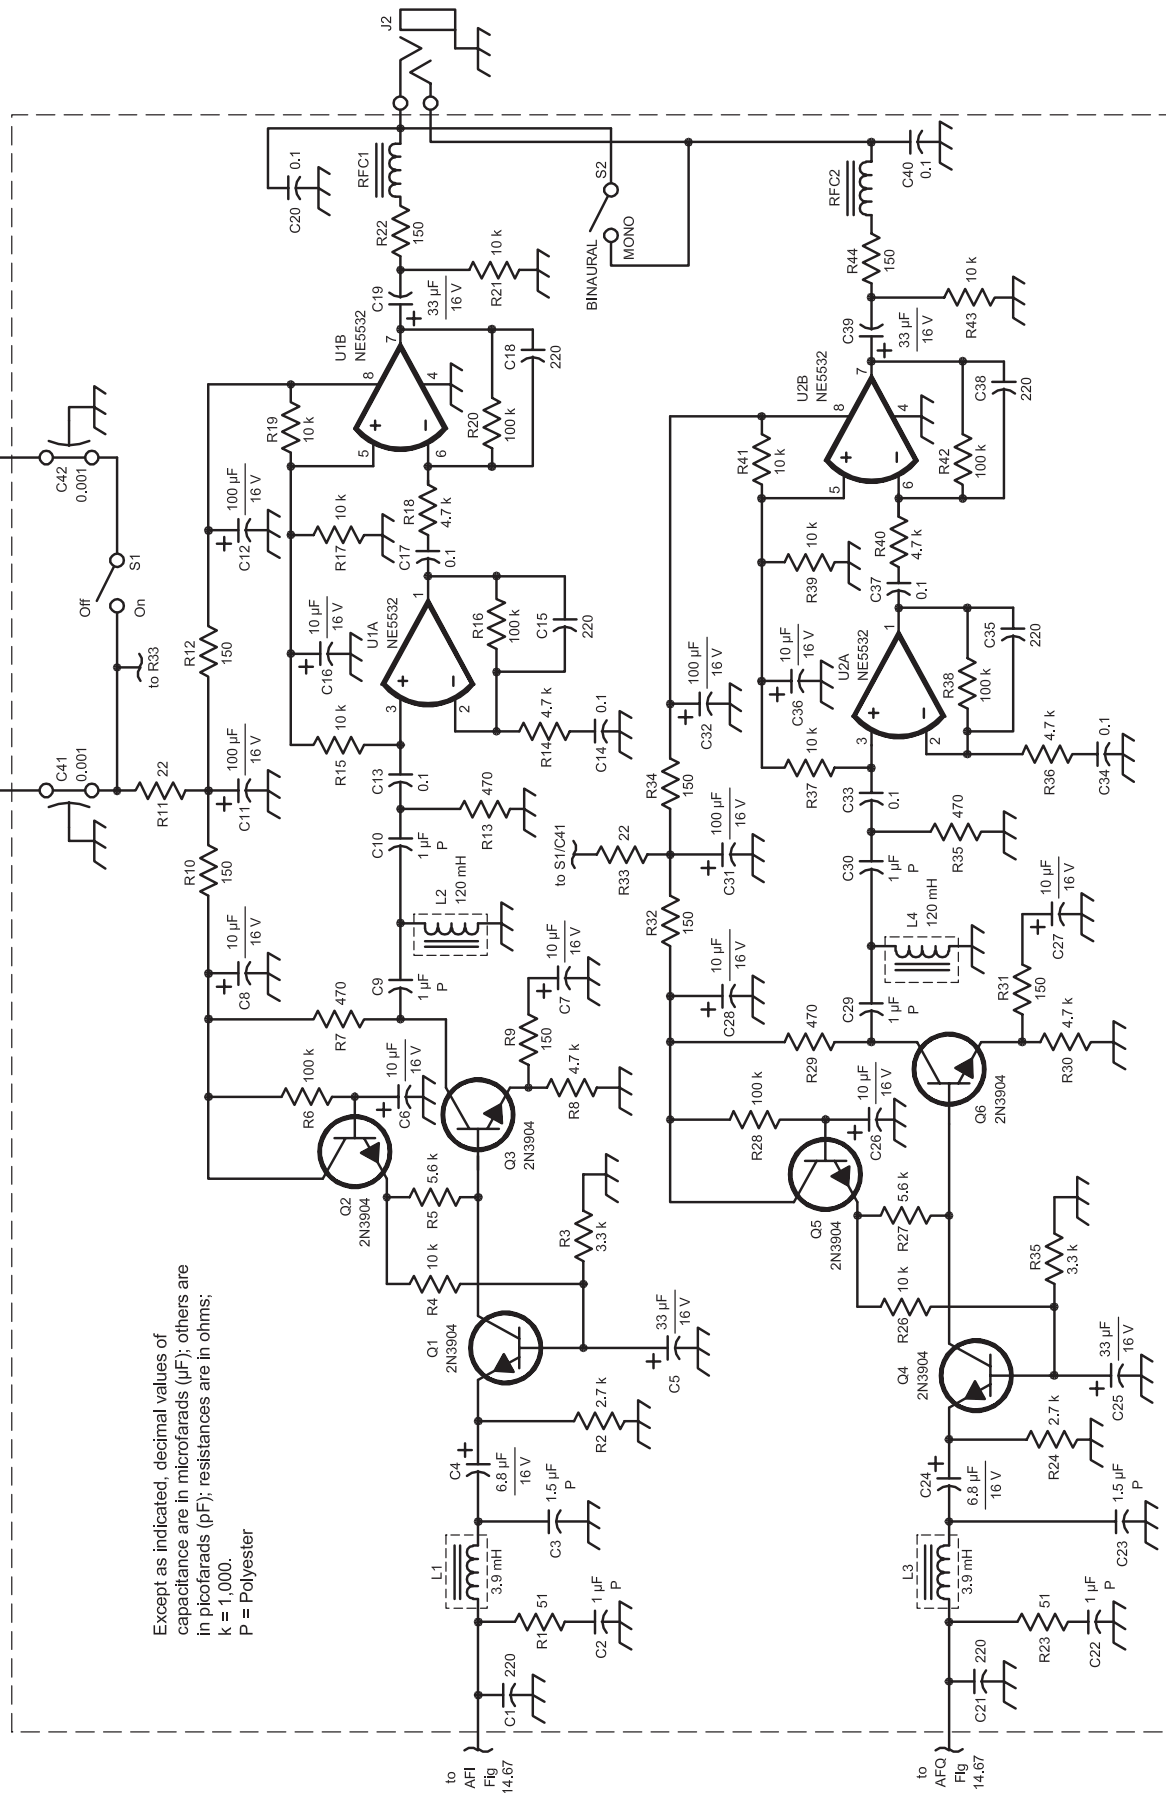 Except as indicated, decimal values of
capacitance are in microfarads (µF); others are
in picofarads (pF); resistances are in ohms;
k = 1,000.
P = Polyester
C41
0.001
Off
On
S1
to R33
C42
0.001
R11
22
R10
150
R12
150
C8
10 µF
16 V
C11
100 µF
16 V
C12
100 µF
16 V
R6
100 k
R7
470
Q2
2N3904
C6
10 µF
16 V
R4
10 k
R5
5.6 k
Q3
2N3904
R9
150
C7
10 µF
16 V
R8
4.7 k
C9
1 µF
P
L2
120 mH
C10
1 µF
P
R13
470
C13
0.1
R15
10 k
C16
10 µF
16 V
U1A
NE5532
3
+
2
–
1
R14
4.7 k
C14
0.1
R16
100 k
C15
220
R17
10 k
C17
0.1
R18
4.7 k
R19
10 k
U1B
NE5532
5
+
6
–
7
8
4
R20
100 k
C18
220
C19
+
33 µF
16 V
R21
10 k
R22
150
RFC1
C20
0.1
J2
S2
BINAURAL
MONO
to
AFI
Fig
14.67
C1
220
R1
51
C2
1 µF
P
L1
3.9 mH
C3
1.5 µF
P
C4
+
6.8 µF
16 V
R2
2.7 k
Q1
2N3904
C5
33 µF
16 V
R3
3.3 k
to S1/C41
R33
22
R32
150
R34
150
C28
10 µF
16 V
C31
100 µF
16 V
C32
100 µF
16 V
R28
100 k
R29
470
Q5
2N3904
C26
10 µF
16 V
R26
10 k
R27
5.6 k
Q6
2N3904
R31
150
C27
10 µF
16 V
R30
4.7 k
C29
1 µF
P
L4
120 mH
C30
1 µF
P
R35
470
C33
0.1
R37
10 k
C36
10 µF
16 V
U2A
NE5532
3
+
2
–
1
R36
4.7 k
C34
0.1
R38
100 k
C35
220
R39
10 k
C37
0.1
R40
4.7 k
R41
10 k
U2B
NE5532
5
+
6
–
7
8
4
R42
100 k
C38
220
C39
+
33 µF
16 V
R43
10 k
R44
150
RFC2
C40
0.1
to
AFQ
Fig
14.67
C21
220
R23
51
C22
1 µF
P
L3
3.9 mH
C23
1.5 µF
P
C24
+
6.8 µF
16 V
R24
2.7 k
Q4
2N3904
C25
33 µF
16 V
R35
3.3 k